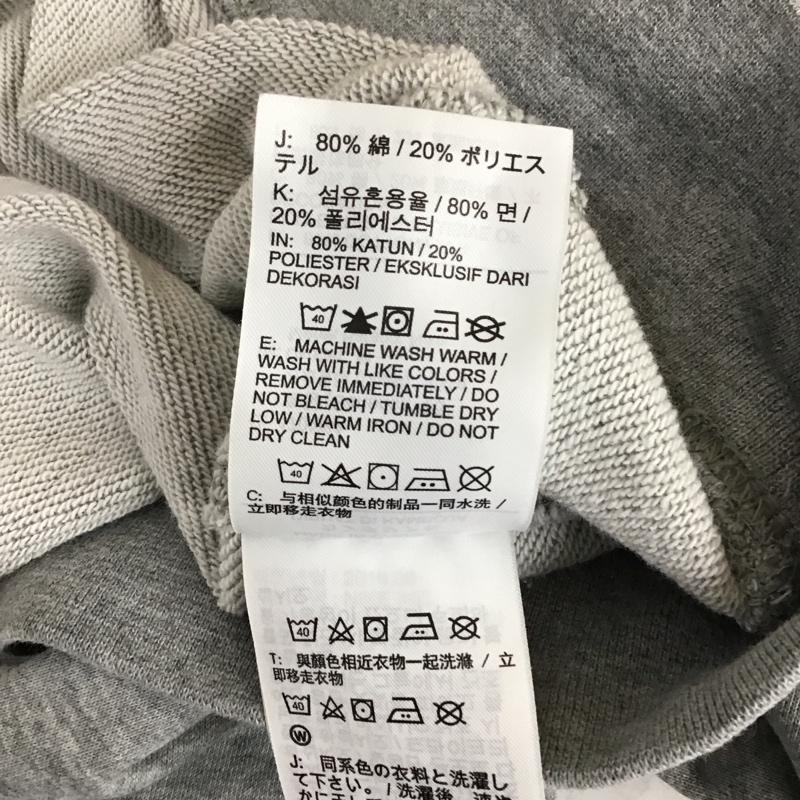 J: 80% 綿 / 20% ポリエス
テル
K: 섬유혼용율 / 80% 면 /
20% 폴리에스터
IN: 80% KATUN / 20%
POLIESTER / EKSKLUSIF DARI
DEKORASI
40
E: MACHINE WASH WARM /
WASH WITH LIKE COLORS /
REMOVE IMMEDIATELY / DO
NOT BLEACH / TUMBLE DRY
LOW / WARM IRON / DO NOT
DRY CLEAN
40
C: 与相似颜色的制品一同水洗 /
立即移走衣物
40
T: 與顏色相近衣物一起洗滌 / 立
即移走衣物
40
W
J: 同系色の衣料と洗濯し
て下さい。 / 洗濯後、速や